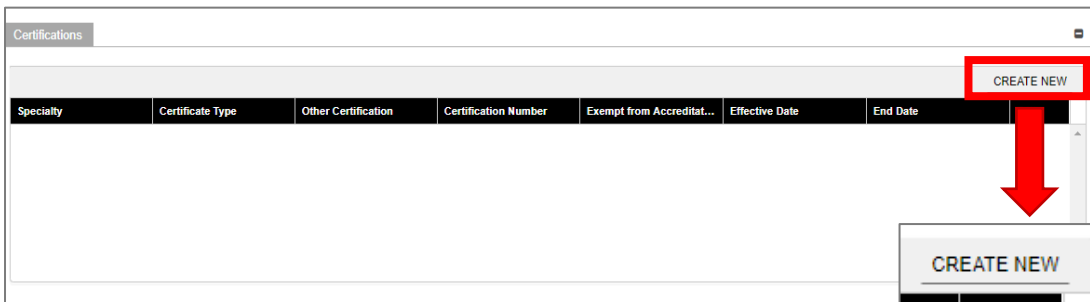 Certifications
CREATE NEW
Specialty Certificate Type Other Certification Certification Number Exempt from Accreditat... Effective Date End Date
CREATE NEW